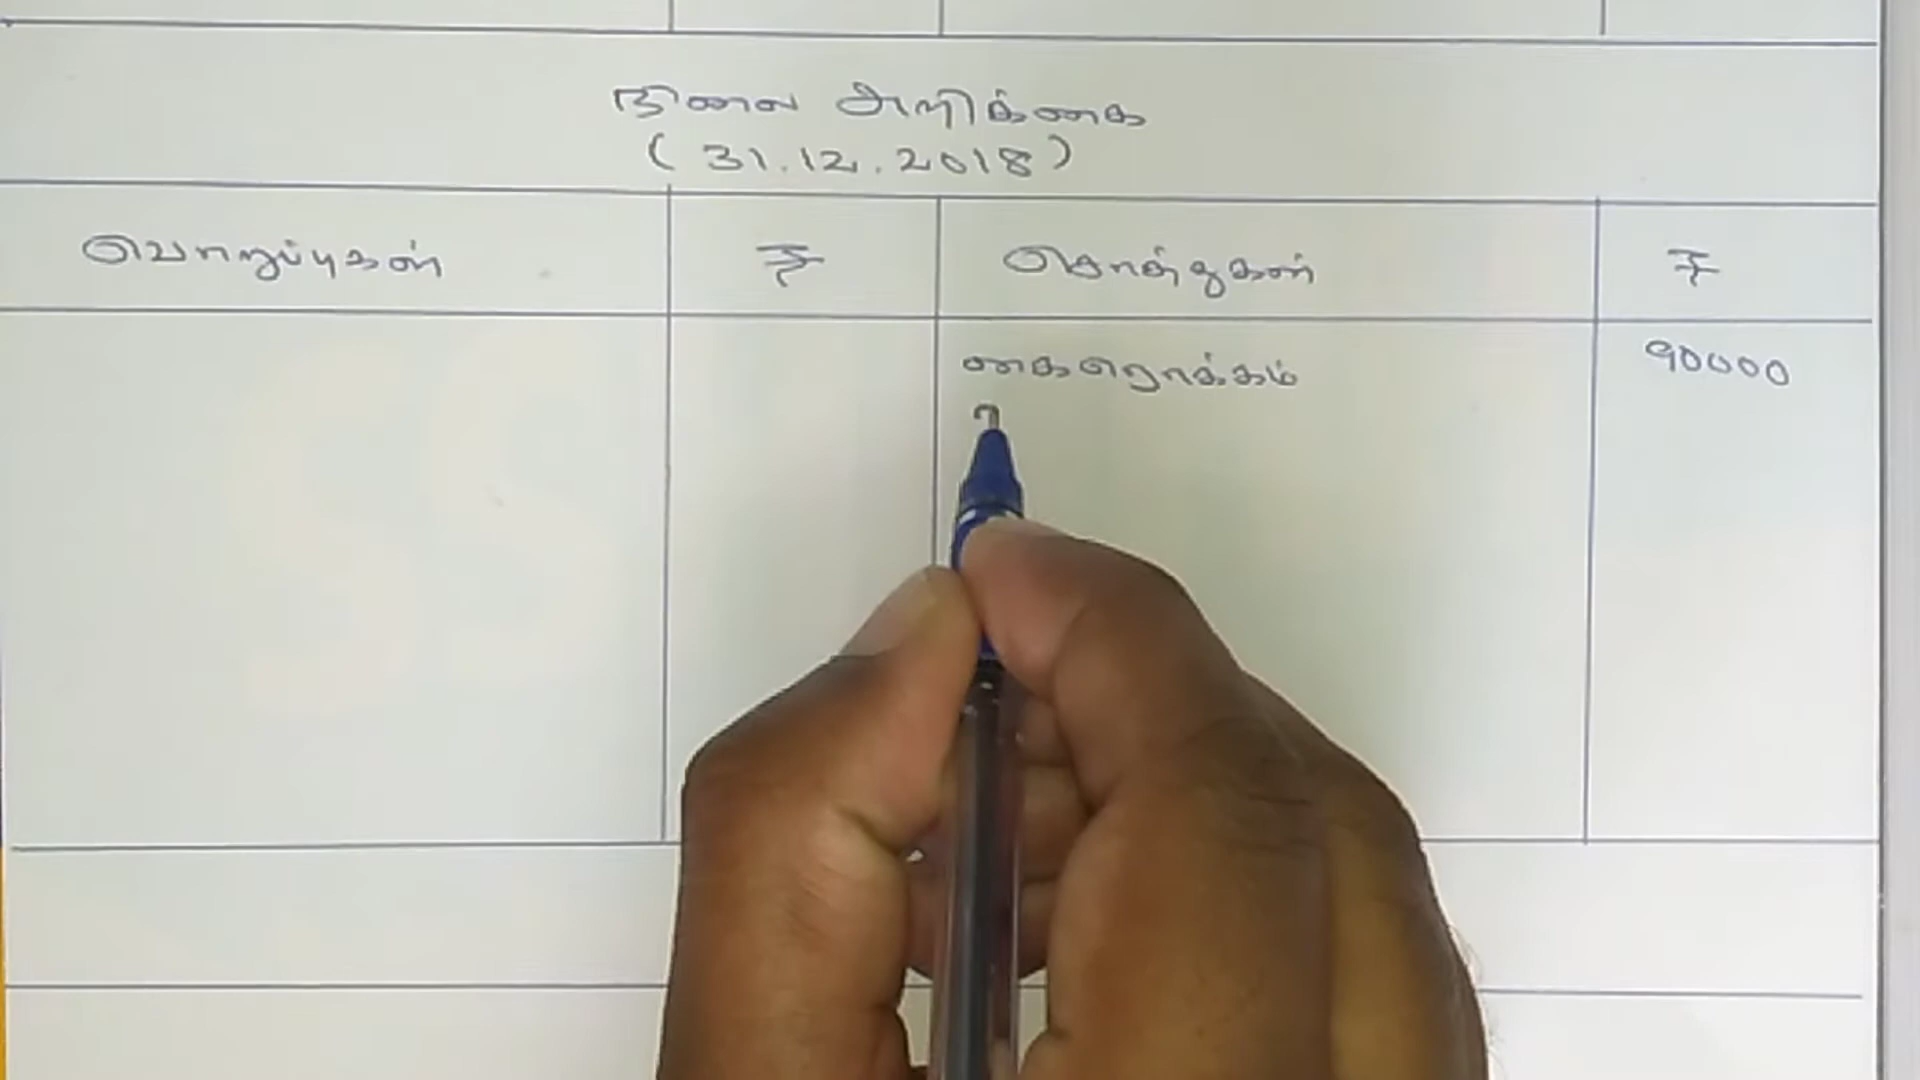 நிலை அறிக்கை
(31.12.2018)
பொறுப்புகள் ₹ சொத்துகள் ₹
கைரொக்கம் 90000